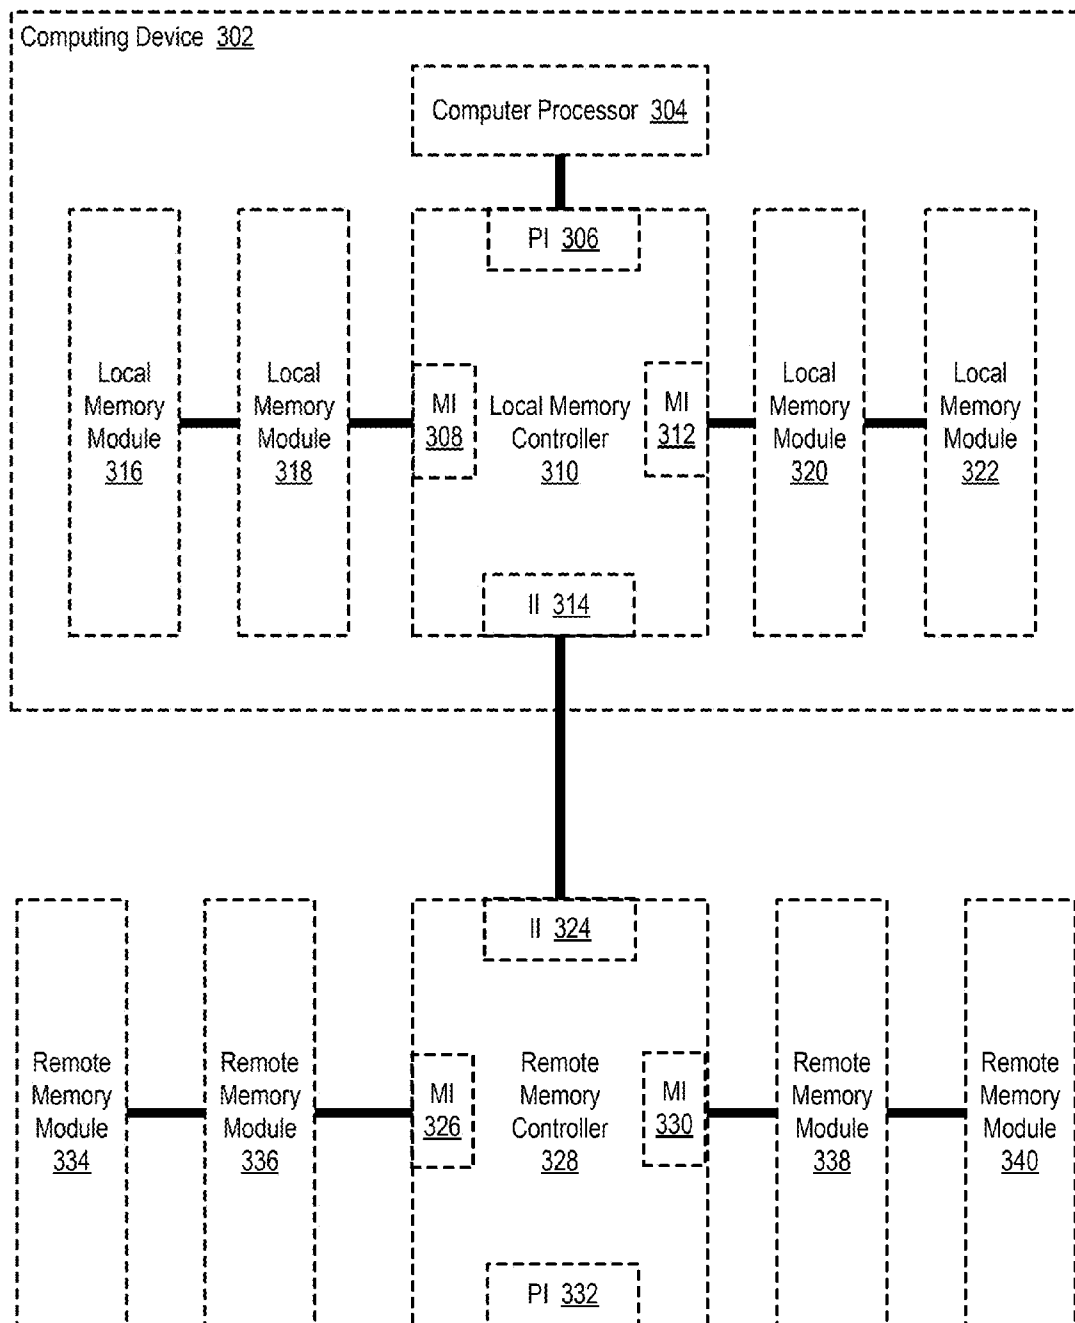 Computing Device 302
Computer Processor 304
PI 306
Local
Memory
Module
316
Local
Memory
Module
318
MI
308
Local Memory
Controller
310
MI
312
Local
Memory
Module
320
Local
Memory
Module
322
II 314
II 324
Remote
Memory
Module
334
Remote
Memory
Module
336
MI
326
Remote
Memory
Controller
328
MI
330
Remote
Memory
Module
338
Remote
Memory
Module
340
PI 332